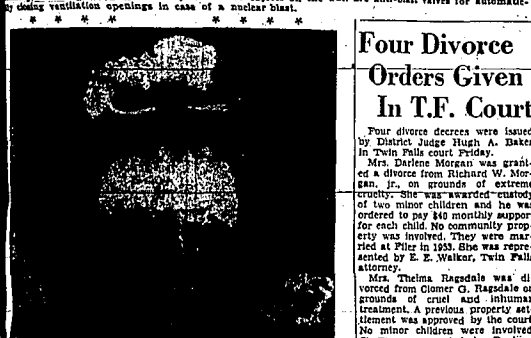 ly closing ventilation openings in case of a nuclear blast.
* * * * * * * *
Four Divorce
Orders Given
In T.F. Court
Four divorce decrees were issued
by District Judge Hugh A. Baker
in Twin Falls court Friday.
Mrs. Darlene Morgan was grant-
ed a divorce from Richard W. Mor-
gan, jr., on grounds of extreme
cruelty. She was awarded custody
of two minor children and he was
ordered to pay $40 monthly support
for each child. No community prop-
erty was involved. They were mar-
ried at Filer in 1953. She was repre-
sented by E. E. Walker, Twin Falls
attorney.
Mrs. Thelma Ragsdale was di-
vorced from Clomer G. Ragsdale on
grounds of cruel and inhuman
treatment. A previous property set-
tlement was approved by the court.
No minor children were involved.